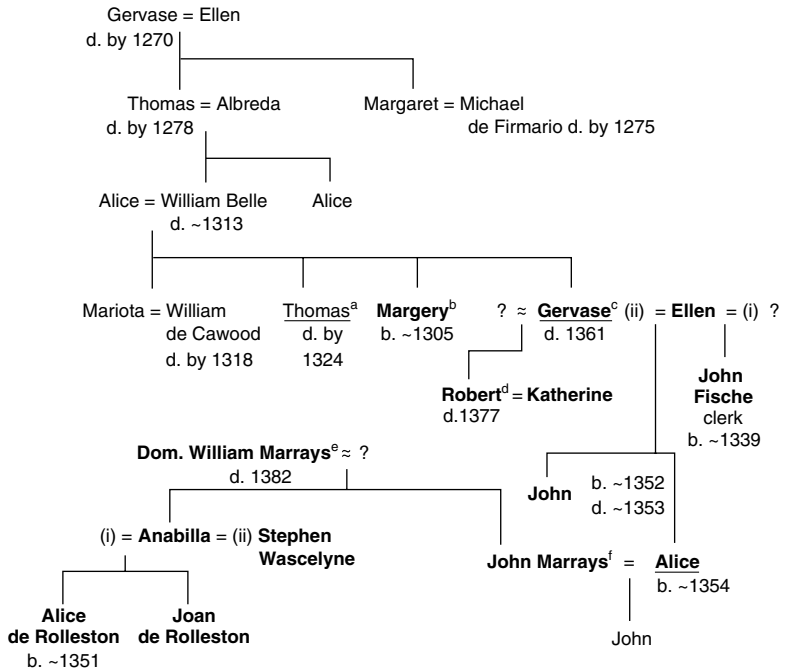 Gervase = Ellen
d. by 1270
Thomas = Albreda
d. by 1278
Margaret = Michael
de Firmario d. by 1275
Alice = William Belle
d. ~1313
Alice
Mariota = William
de Cawood
d. by 1318
Thomasᵃ
d. by
1324
Margeryᵇ
b. ~1305
? ≈ Gervaseᶜ (ii) = Ellen = (i) ?
d. 1361
Robertᵈ = Katherine
d.1377
John
Fische
clerk
b. ~1339
Dom. William Marraysᵉ ≈ ?
d. 1382
John
b. ~1352
d. ~1353
(i) = Anabilla = (ii) Stephen
Wascelyne
John Marraysᶠ = Alice
b. ~1354
Alice
de Rolleston
b. ~1351
Joan
de Rolleston
John